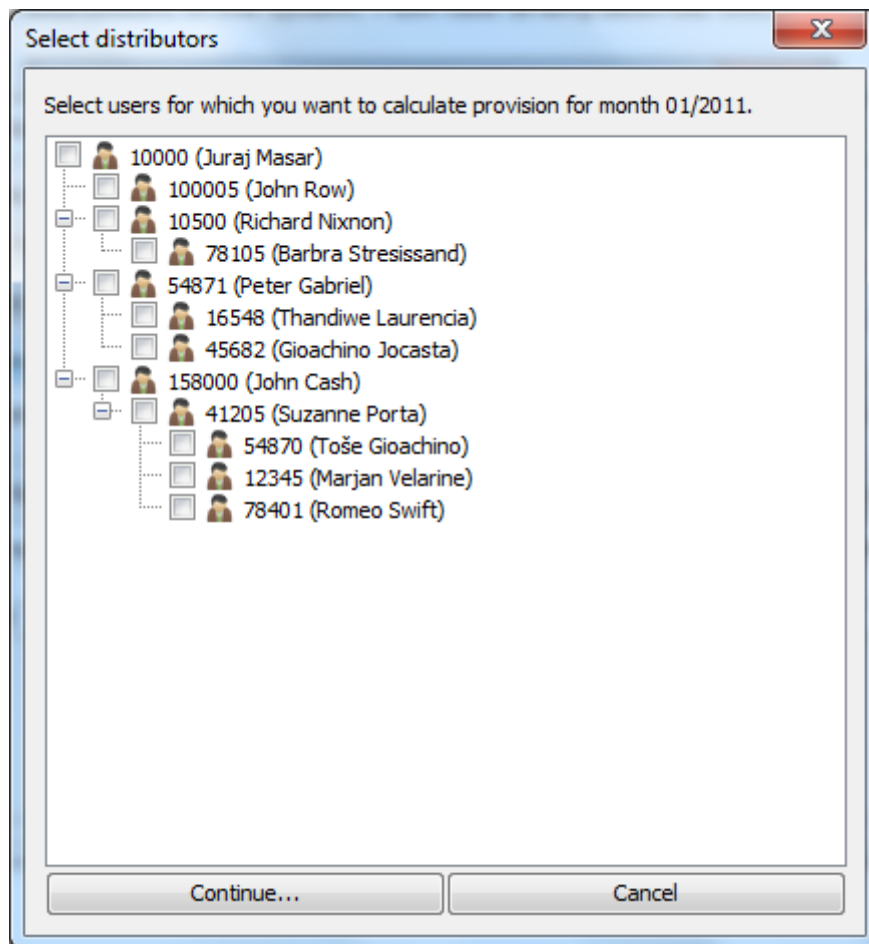 Select distributors
Select users for which you want to calculate provision for month 01/2011.
10000 (Juraj Masar)
100005 (John Row)
10500 (Richard Nixnon)
78105 (Barbra Stresissand)
54871 (Peter Gabriel)
16548 (Thandiwe Laurencia)
45682 (Gioachino Jocasta)
158000 (John Cash)
41205 (Suzanne Porta)
54870 (Toše Gioachino)
12345 (Marjan Velarine)
78401 (Romeo Swift)
Continue... Cancel